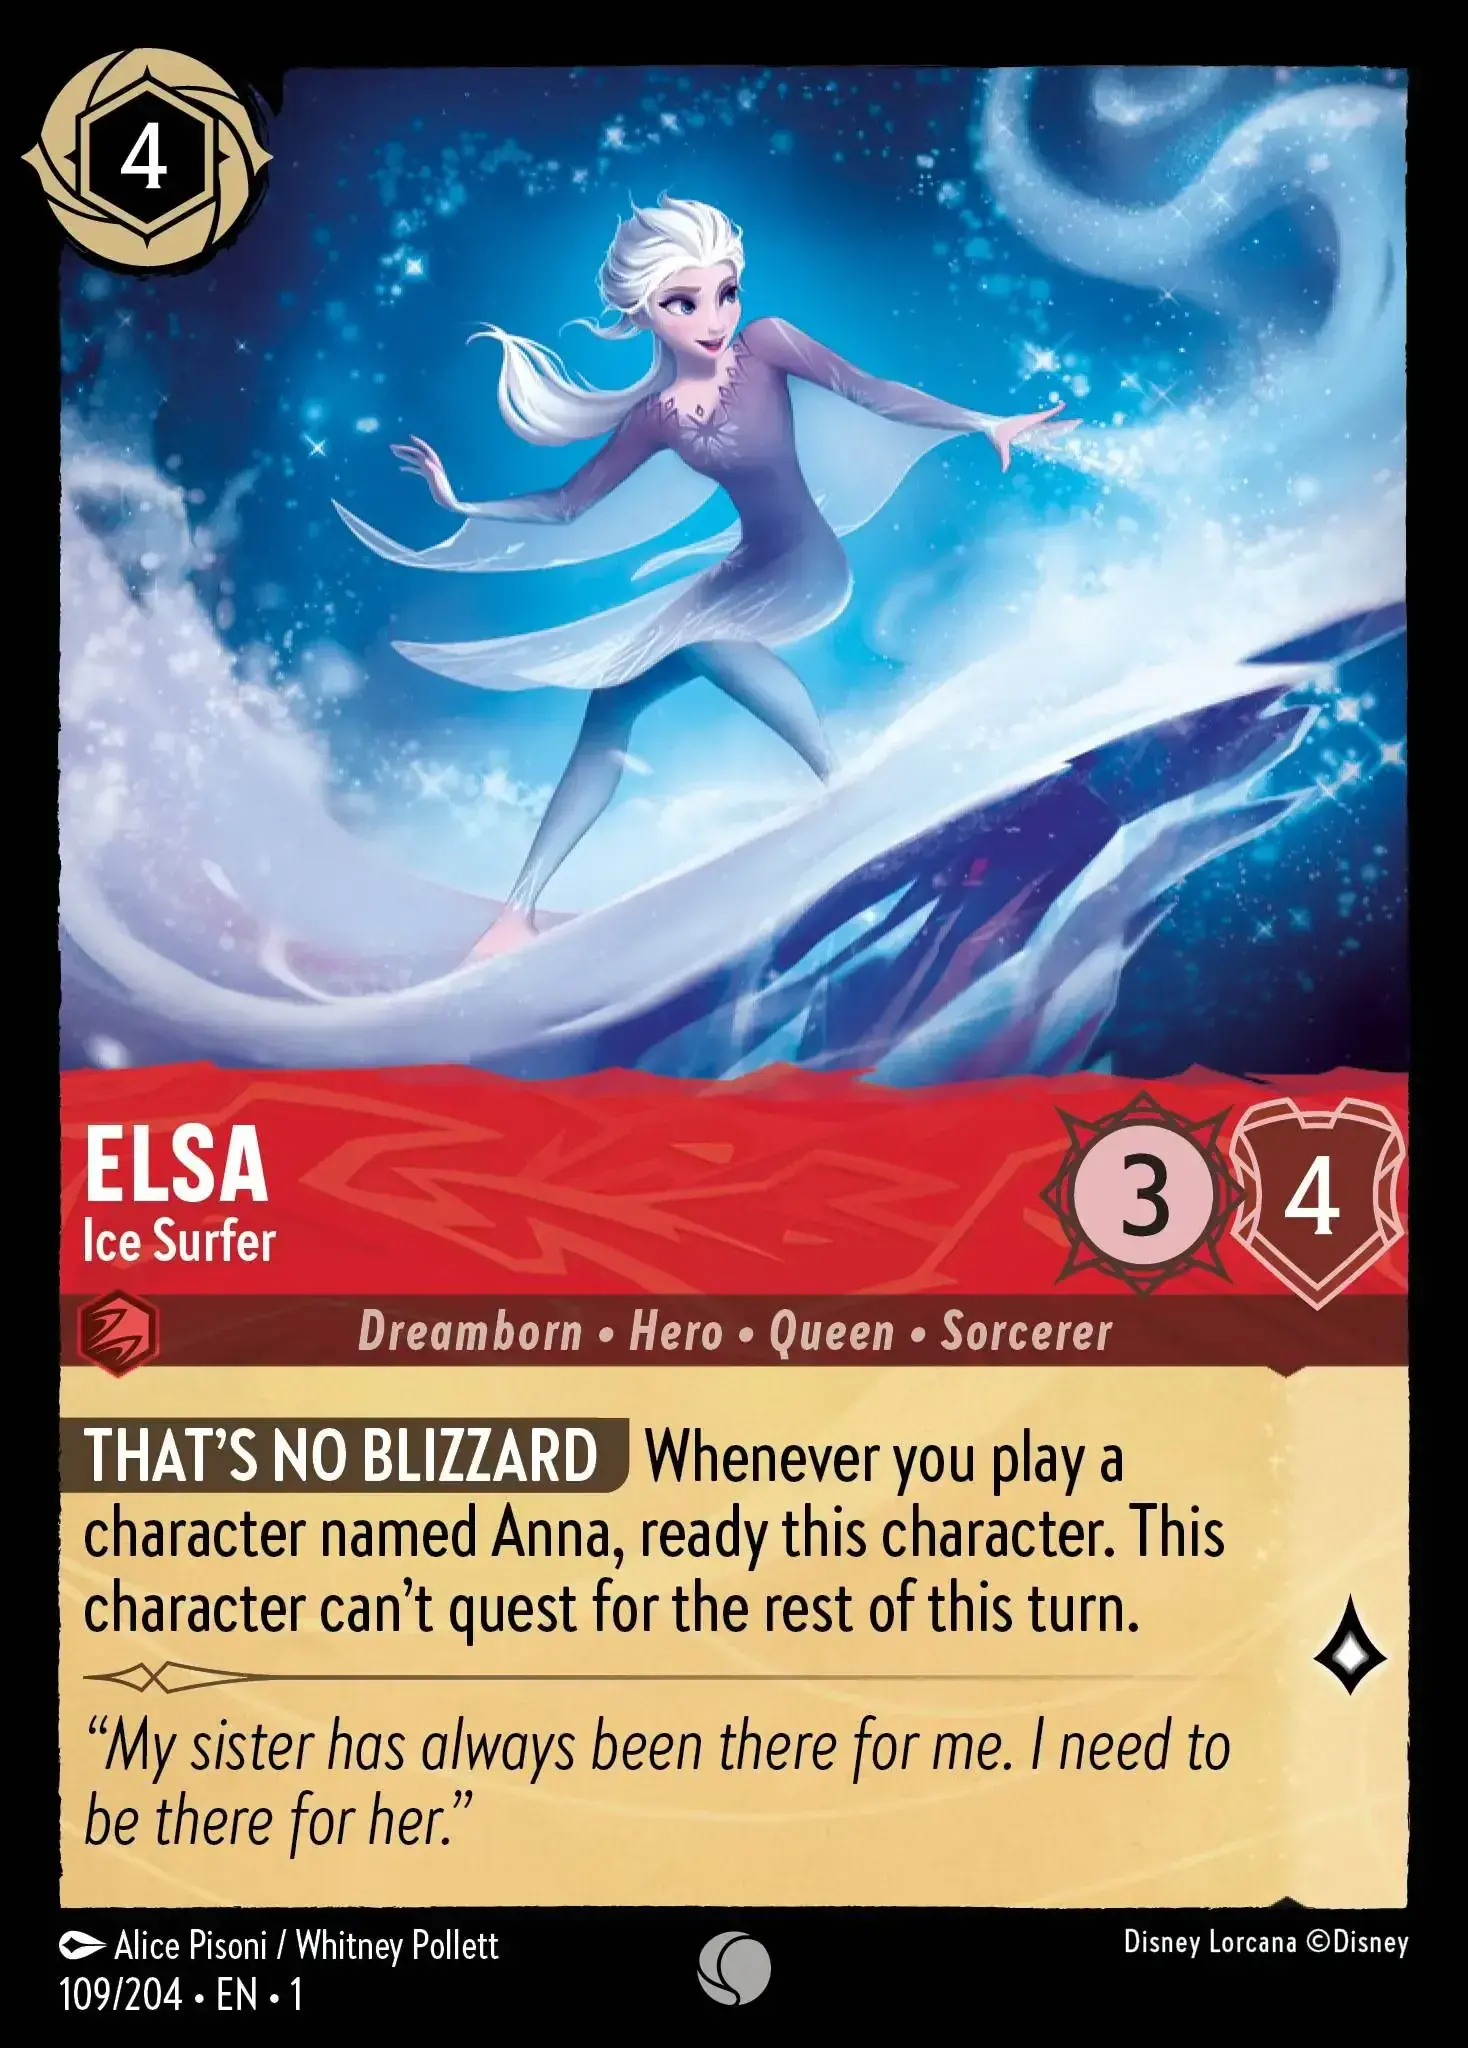 4
ELSA
Ice Surfer
3
4
Dreamborn • Hero • Queen • Sorcerer
THAT’S NO BLIZZARD Whenever you play a
character named Anna, ready this character. This
character can’t quest for the rest of this turn.
“My sister has always been there for me. I need to
be there for her.”
Alice Pisoni / Whitney Pollett
Disney Lorcana ©Disney
109/204 • EN • 1